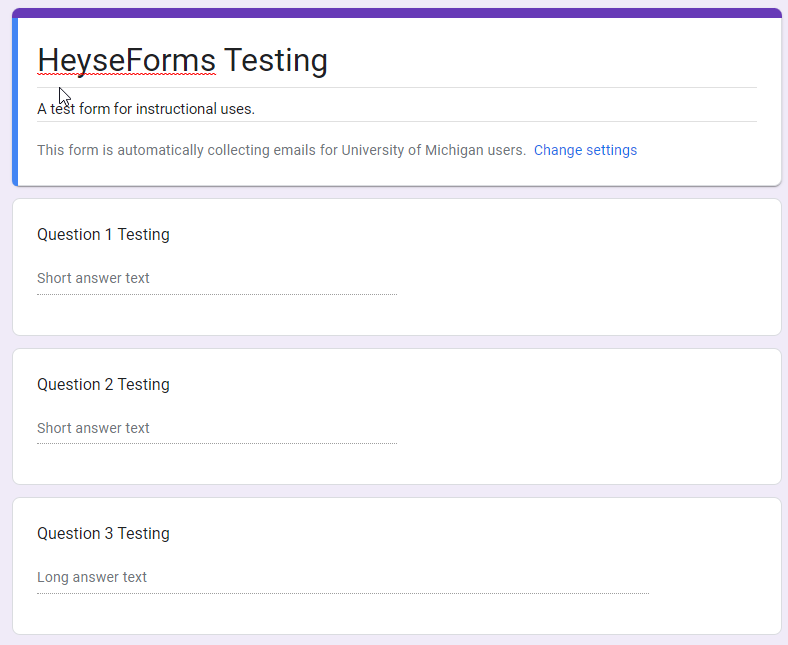 HeyseForms Testing
A test form for instructional uses.
This form is automatically collecting emails for University of Michigan users. Change settings
Question 1 Testing
Short answer text
Question 2 Testing
Short answer text
Question 3 Testing
Long answer text